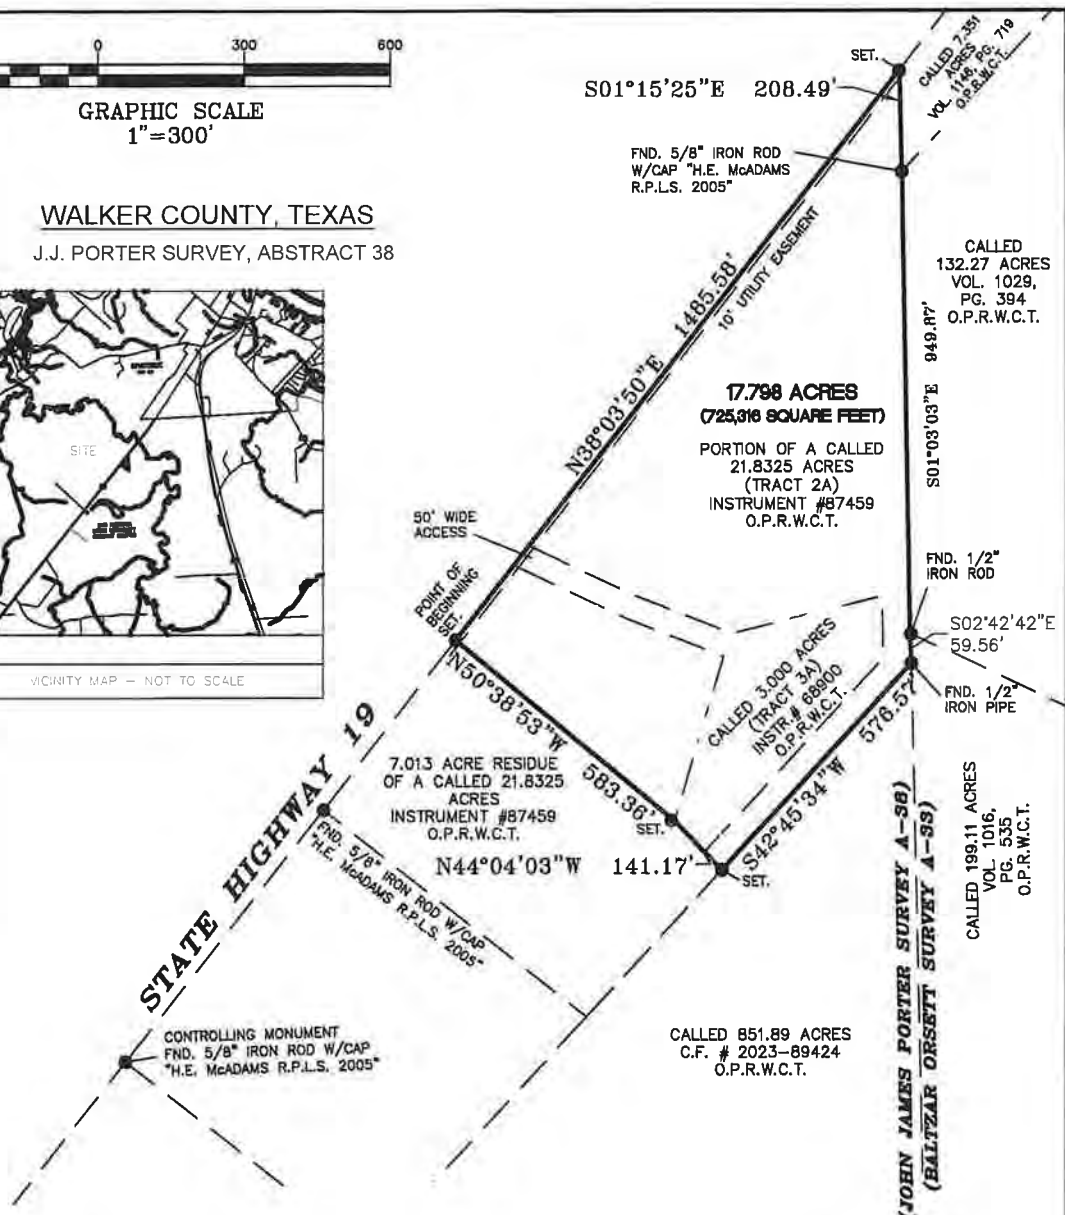 0 300 600
GRAPHIC SCALE
1"=300'
WALKER COUNTY, TEXAS
J.J. PORTER SURVEY, ABSTRACT 38
SITE
VICINITY MAP – NOT TO SCALE
SET.
CALLED 7.351
ACRES
VOL. 1148, PG. 719
O.P.R.W.C.T.
S01°15'25"E 208.49'
FND. 5/8" IRON ROD
W/CAP "H.E. McADAMS
R.P.L.S. 2005"
CALLED
132.27 ACRES
VOL. 1029,
PG. 394
O.P.R.W.C.T.
N38°03'50"E 1485.58'
10' UTILITY EASEMENT
S01°03'03"E 949.87'
17.798 ACRES
(725,316 SQUARE FEET)
PORTION OF A CALLED
21.8325 ACRES
(TRACT 2A)
INSTRUMENT #87459
O.P.R.W.C.T.
50' WIDE
ACCESS
POINT OF
BEGINNING
SET.
FND. 1/2"
IRON ROD
S02°42'42"E
59.56'
FND. 1/2"
IRON PIPE
CALLED 3.000 ACRES
(TRACT 3A)
INSTR.# 68900
O.P.R.W.C.T.
N50°38'53"W 583.36'
SET.
S42°45'34"W 576.57'
7.013 ACRE RESIDUE
OF A CALLED 21.8325
ACRES
INSTRUMENT #87459
O.P.R.W.C.T.
N44°04'03"W 141.17'
SET.
STATE HIGHWAY 19
FND. 5/8" IRON ROD W/CAP
"H.E. McADAMS R.P.L.S. 2005"
CALLED 199.11 ACRES
VOL. 1016,
PG. 535
O.P.R.W.C.T.
CONTROLLING MONUMENT
FND. 5/8" IRON ROD W/CAP
"H.E. McADAMS R.P.L.S. 2005"
CALLED 851.89 ACRES
C.F. # 2023-89424
O.P.R.W.C.T.
(JOHN JAMES PORTER SURVEY A-38)
(BALTZAR ORSETT SURVEY A-33)